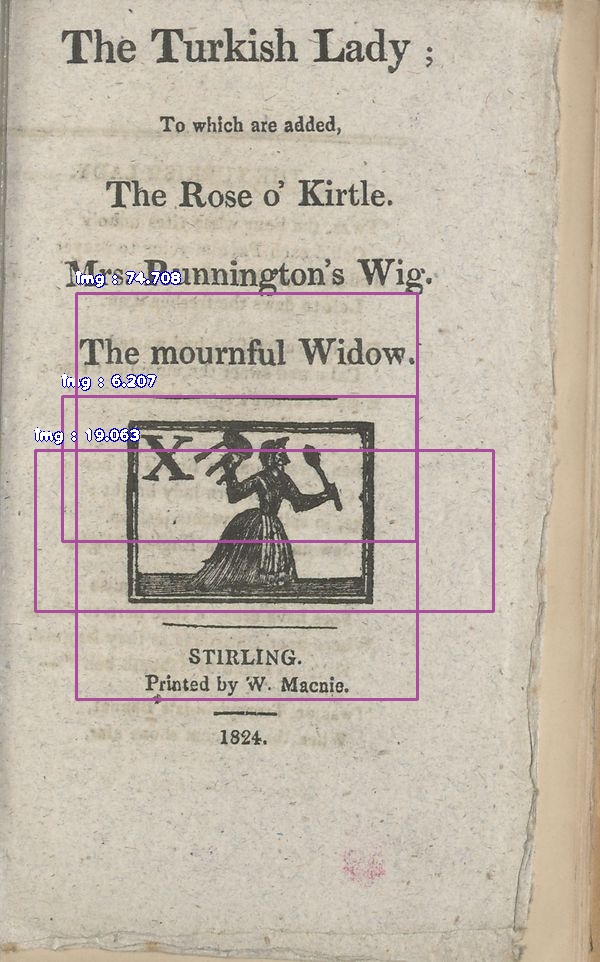 The Turkish Lady ;
To which are added,
The Rose o' Kirtle.
Mrs. Runnington's Wig.
img : 74.708
The mournful Widow.
img : 6.207
img : 19.063
X
STIRLING.
Printed by W. Macnie.
1824.